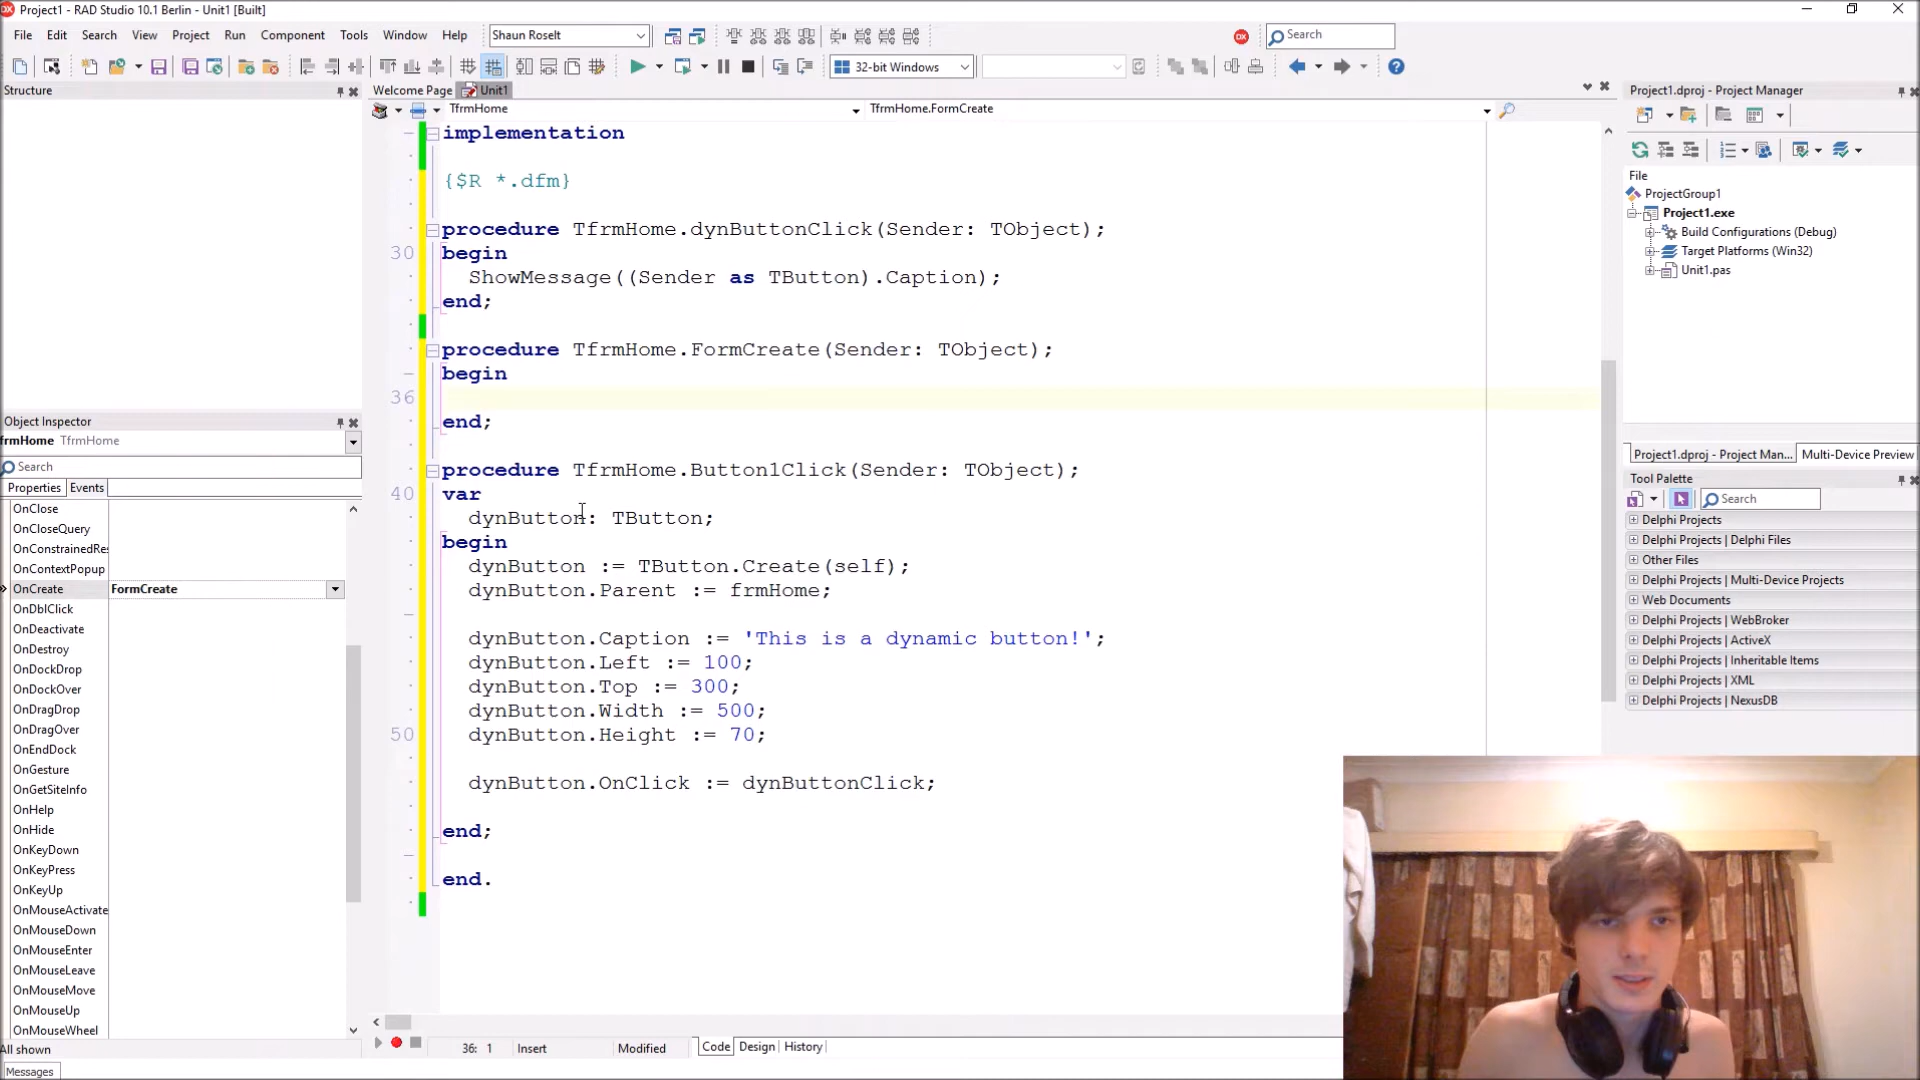 Project1 - RAD Studio 10.1 Berlin - Unit1 [Built]
File Edit Search View Project Run Component Tools Window Help Shaun Roselt Search
32-bit Windows
Structure
Welcome Page Unit1
TfrmHome TfrmHome.FormCreate
implementation
{$R *.dfm}
procedure TfrmHome.dynButtonClick(Sender: TObject);
30 begin
ShowMessage((Sender as TButton).Caption);
end;
procedure TfrmHome.FormCreate(Sender: TObject);
begin
36
end;
procedure TfrmHome.Button1Click(Sender: TObject);
40 var
dynButton: TButton;
begin
dynButton := TButton.Create(self);
dynButton.Parent := frmHome;
dynButton.Caption := 'This is a dynamic button!';
dynButton.Left := 100;
dynButton.Top := 300;
dynButton.Width := 500;
50 dynButton.Height := 70;
dynButton.OnClick := dynButtonClick;
end;
end.
36: 1 Insert Modified Code Design History
Object Inspector
frmHome TfrmHome
Search
Properties Events
OnClose
OnCloseQuery
OnConstrainedRes
OnContextPopup
OnCreate FormCreate
OnDblClick
OnDeactivate
OnDestroy
OnDockDrop
OnDockOver
OnDragDrop
OnDragOver
OnEndDock
OnGesture
OnGetSiteInfo
OnHelp
OnHide
OnKeyDown
OnKeyPress
OnKeyUp
OnMouseActivate
OnMouseDown
OnMouseEnter
OnMouseLeave
OnMouseMove
OnMouseUp
OnMouseWheel
All shown
Messages
Project1.dproj - Project Manager
File
ProjectGroup1
Project1.exe
Build Configurations (Debug)
Target Platforms (Win32)
Unit1.pas
Project1.dproj - Project Man... Multi-Device Preview
Tool Palette
Search
Delphi Projects
Delphi Projects | Delphi Files
Other Files
Delphi Projects | Multi-Device Projects
Web Documents
Delphi Projects | WebBroker
Delphi Projects | ActiveX
Delphi Projects | Inheritable Items
Delphi Projects | XML
Delphi Projects | NexusDB